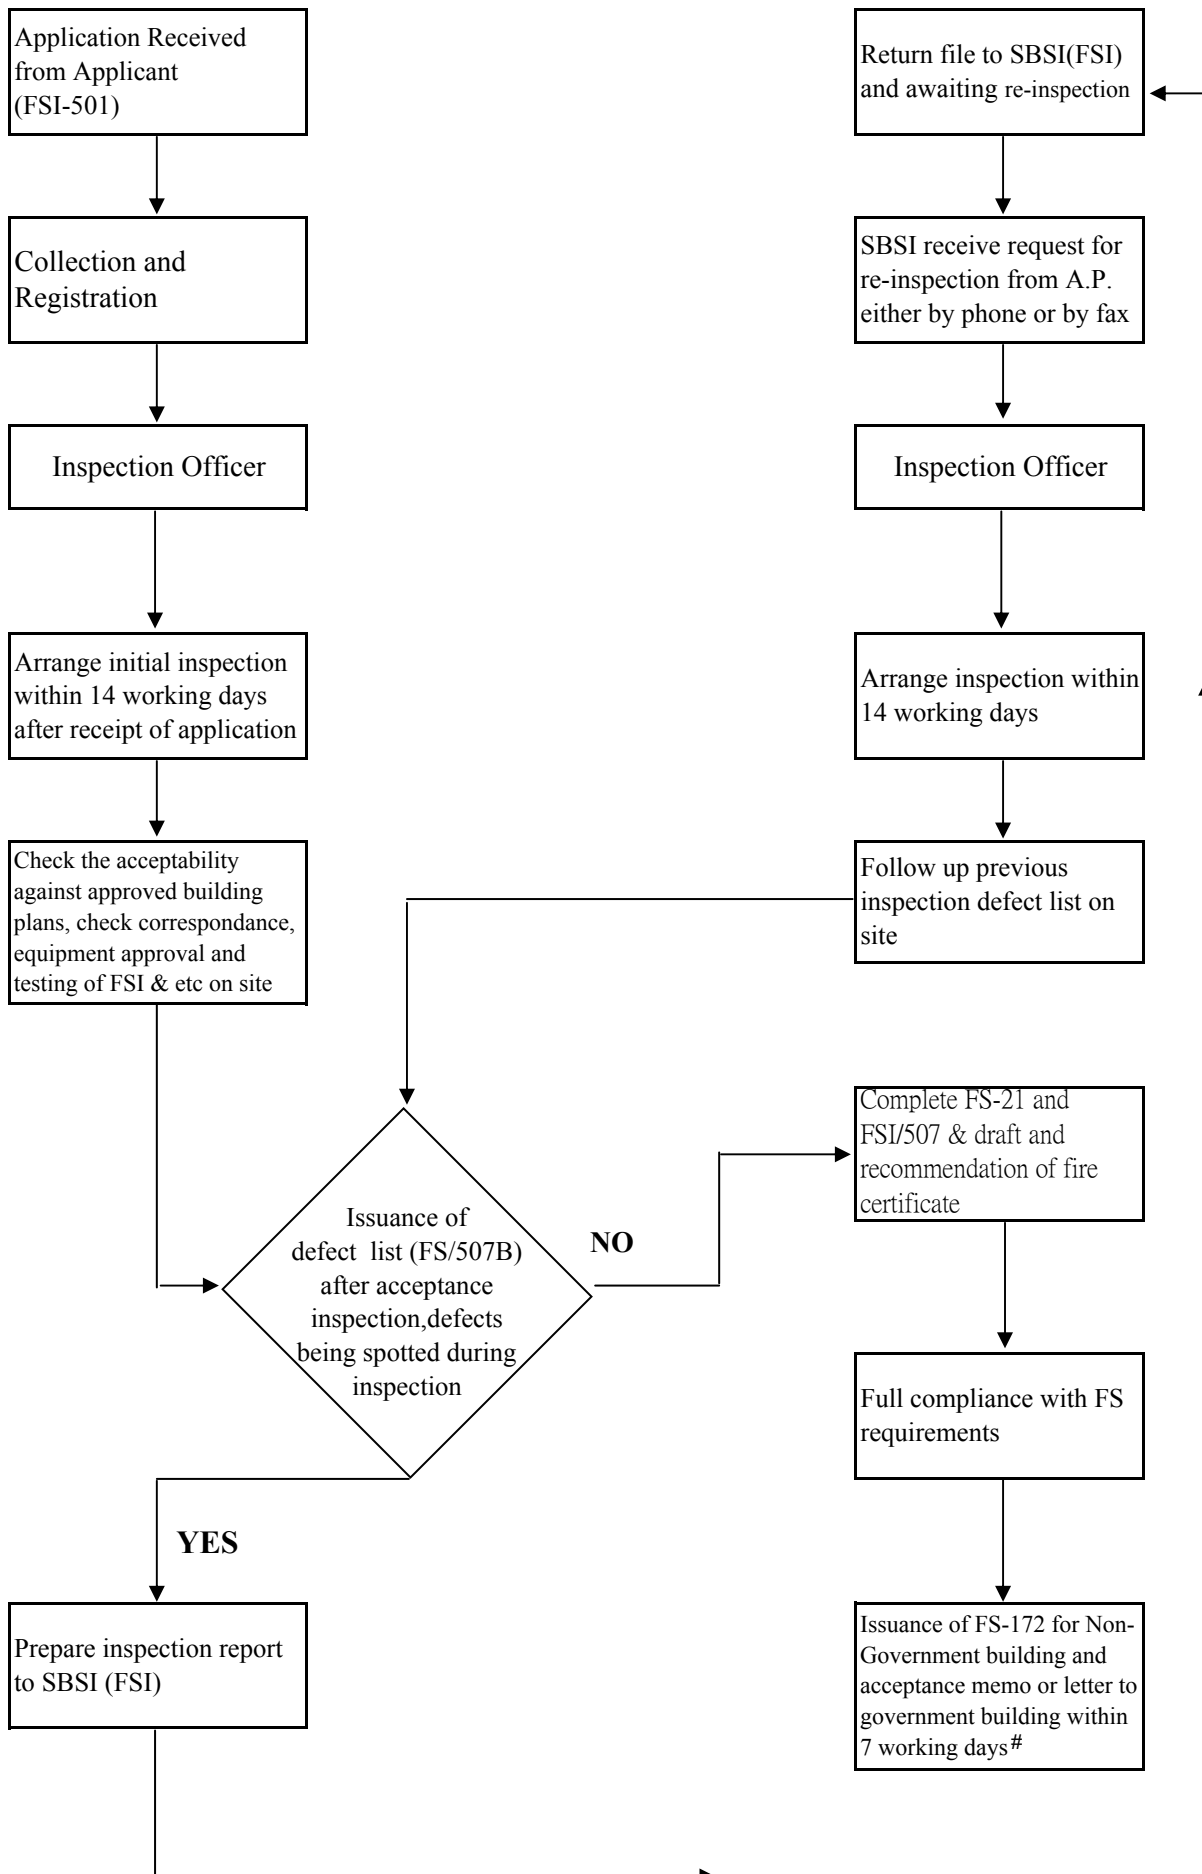 Application Received
from Applicant
(FSI-501)
Collection and
Registration
Inspection Officer
Arrange initial inspection
within 14 working days
after receipt of application
Check the acceptability
against approved building
plans, check correspondance,
equipment approval and
testing of FSI & etc on site
Issuance of
defect list (FS/507B)
after acceptance
inspection,defects
being spotted during
inspection
NO
YES
Prepare inspection report
to SBSI (FSI)
Return file to SBSI(FSI)
and awaiting re-inspection
SBSI receive request for
re-inspection from A.P.
either by phone or by fax
Inspection Officer
Arrange inspection within
14 working days
Follow up previous
inspection defect list on
site
Complete FS-21 and
FSI/507 & draft and
recommendation of fire
certificate
Full compliance with FS
requirements
Issuance of FS-172 for Non-
Government building and
acceptance memo or letter to
government building within
7 working days#